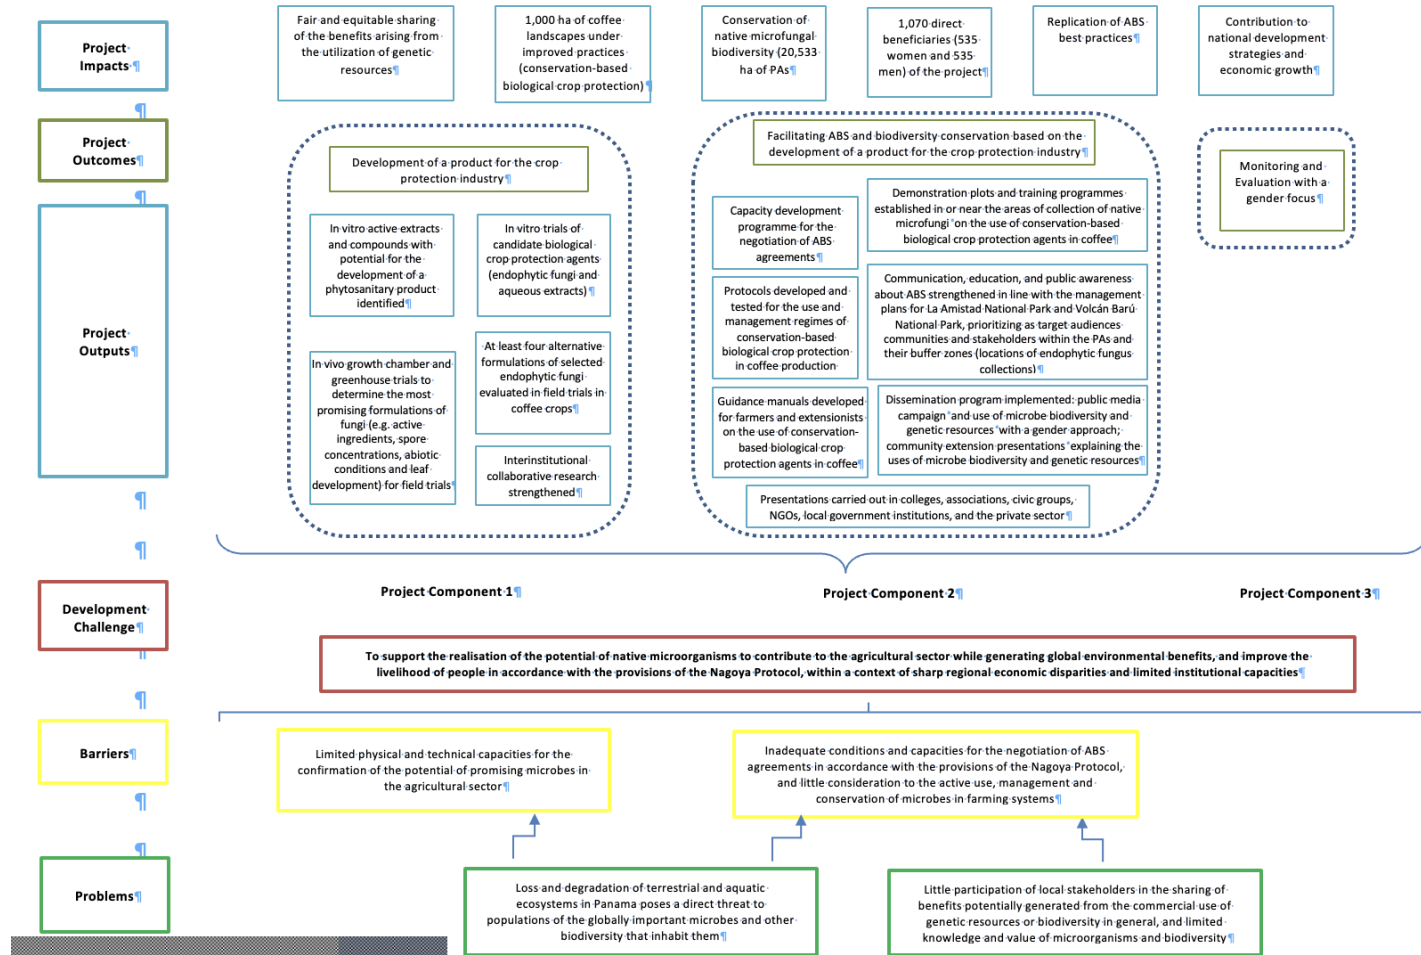 Project
Impacts ¶
Fair and equitable sharing
of the benefits arising from
the utilization of genetic
resources¶
1,000 ha of coffee
landscapes under
improved practices
(conservation-based
biological crop protection)¶
Conservation of
native microfungal
biodiversity (20,533
ha of PAs¶
1,070 direct
beneficiaries (535
women and 535
men) of the project¶
Replication of ABS
best practices¶
Contribution to
national development
strategies and
economic growth¶
¶
Project
Outcomes¶
Development of a product for the crop
protection industry¶
Facilitating ABS and biodiversity conservation based on the
development of a product for the crop protection industry¶
Monitoring and
Evaluation with a
gender focus¶
¶
Project
Outputs¶
In vitro active extracts
and compounds with
potential for the
development of a
phytosanitary product
identified¶
In vitro trials of
candidate biological
crop protection agents
(endophytic fungi and
aqueous extracts)¶
In vivo growth chamber and
greenhouse trials to
determine the most
promising formulations of
fungi (e.g. active
ingredients, spore
concentrations, abiotic
conditions and leaf
development) for field trials¶
At least four alternative
formulations of selected
endophytic fungi
evaluated in field trials in
coffee crops¶
Interinstitutional
collaborative research
strengthened¶
Capacity development
programme for the
negotiation of ABS
agreements¶
Demonstration plots and training programmes
established in or near the areas of collection of native
microfungi on the use of conservation-based
biological crop protection agents in coffee¶
Protocols developed and
tested for the use and
management regimes of
conservation-based
biological crop protection
in coffee production
Communication, education, and public awareness
about ABS strengthened in line with the management
plans for La Amistad National Park and Volcán Barú
National Park, prioritizing as target audiences
communities and stakeholders within the PAs and
their buffer zones (locations of endophytic fungus
collections)¶
Guidance manuals developed
for farmers and extensionists
on the use of conservation-
based biological crop
protection agents in coffee¶
Dissemination program implemented: public media
campaign and use of microbe biodiversity and
genetic resources with a gender approach;
community extension presentations explaining the
uses of microbe biodiversity and genetic resources¶
Presentations carried out in colleges, associations, civic groups,
NGOs, local government institutions, and the private sector¶
¶
¶
Project Component 1¶
Project Component 2¶
Project Component 3¶
Development
Challenge¶
¶
To support the realisation of the potential of native microorganisms to contribute to the agricultural sector while generating global environmental benefits, and improve the
livelihood of people in accordance with the provisions of the Nagoya Protocol, within a context of sharp regional economic disparities and limited institutional capacities¶
¶
Barriers¶
Limited physical and technical capacities for the
confirmation of the potential of promising microbes in
the agricultural sector¶
Inadequate conditions and capacities for the negotiation of ABS
agreements in accordance with the provisions of the Nagoya Protocol,
and little consideration to the active use, management and
conservation of microbes in farming systems¶
¶
¶
Problems¶
Loss and degradation of terrestrial and aquatic
ecosystems in Panama poses a direct threat to
populations of the globally important microbes and other
biodiversity that inhabit them¶
Little participation of local stakeholders in the sharing of
benefits potentially generated from the commercial use of
genetic resources or biodiversity in general, and limited
knowledge and value of microorganisms and biodiversity¶